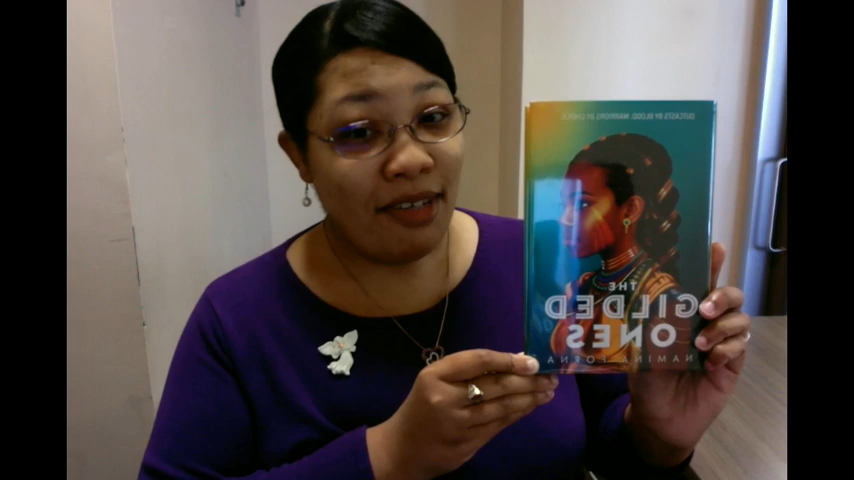 OUTCASTS BY BLOOD. WARRIORS BY CHOICE.
THE
GILDED
ONES
NAMINA FORNA